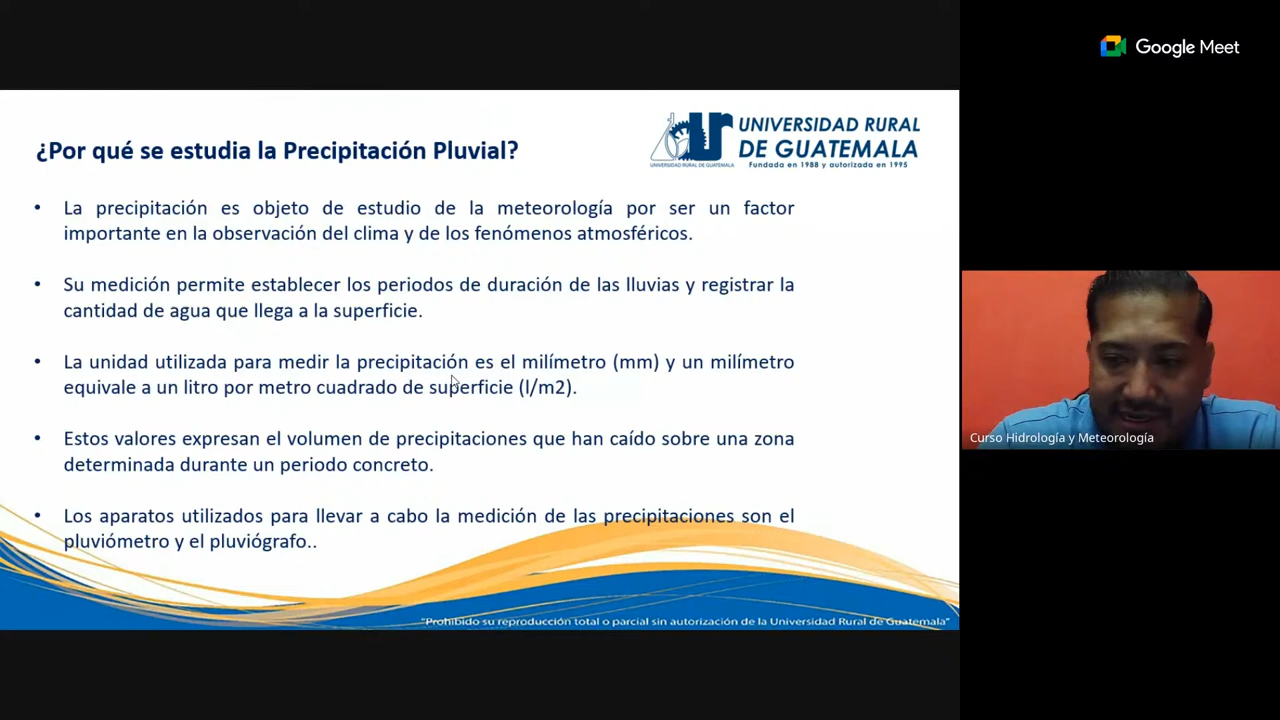 Google Meet
¿Por qué se estudia la Precipitación Pluvial?
UNIVERSIDAD RURAL
DE GUATEMALA
Fundada en 1988 y autorizada en 1995
UNIVERSIDAD RURAL DE GUATEMALA
• La precipitación es objeto de estudio de la meteorología por ser un factor
importante en la observación del clima y de los fenómenos atmosféricos.
• Su medición permite establecer los periodos de duración de las lluvias y registrar la
cantidad de agua que llega a la superficie.
• La unidad utilizada para medir la precipitación es el milímetro (mm) y un milímetro
equivale a un litro por metro cuadrado de superficie (l/m2).
• Estos valores expresan el volumen de precipitaciones que han caído sobre una zona
determinada durante un periodo concreto.
• Los aparatos utilizados para llevar a cabo la medición de las precipitaciones son el
pluviómetro y el pluviógrafo..
"Prohibido su reproducción total o parcial sin autorización de la Universidad Rural de Guatemala"
Curso Hidrología y Meteorología